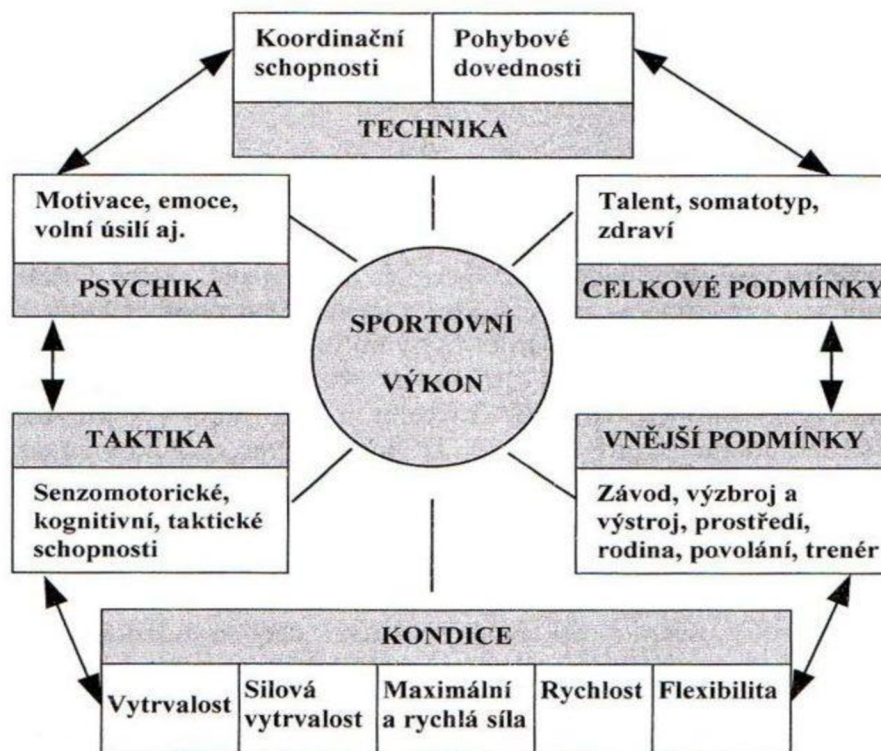 Koordinační
schopnosti
Pohybové
dovednosti
TECHNIKA
Motivace, emoce,
volní úsilí aj.
PSYCHIKA
Talent, somatotyp,
zdraví
CELKOVÉ PODMÍNKY
SPORTOVNÍ
VÝKON
TAKTIKA
Senzomotorické,
kognitivní, taktické
schopnosti
VNĚJŠÍ PODMÍNKY
Závod, výzbroj a
výstroj, prostředí,
rodina, povolání, trenér
KONDICE
Vytrvalost
Silová
vytrvalost
Maximální
a rychlá síla
Rychlost
Flexibilita